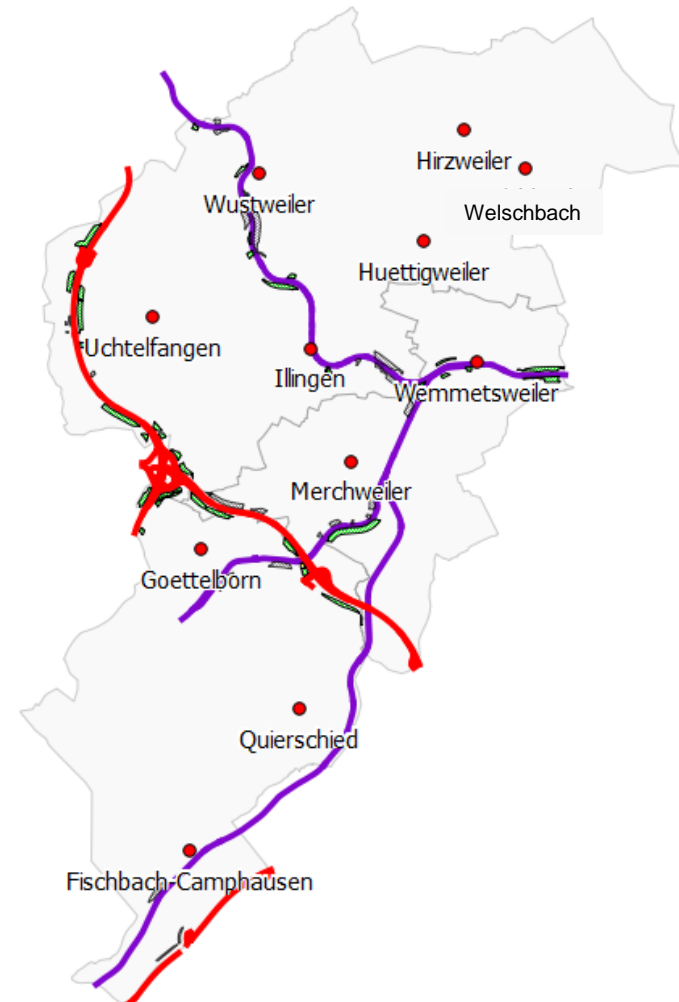 Hirzweiler
Wustweiler
Welschbach
Huettigweiler
Uchtelfangen
Illingen
Wemmetsweiler
Merchweiler
Goettelborn
Quierschied
Fischbach-Camphausen